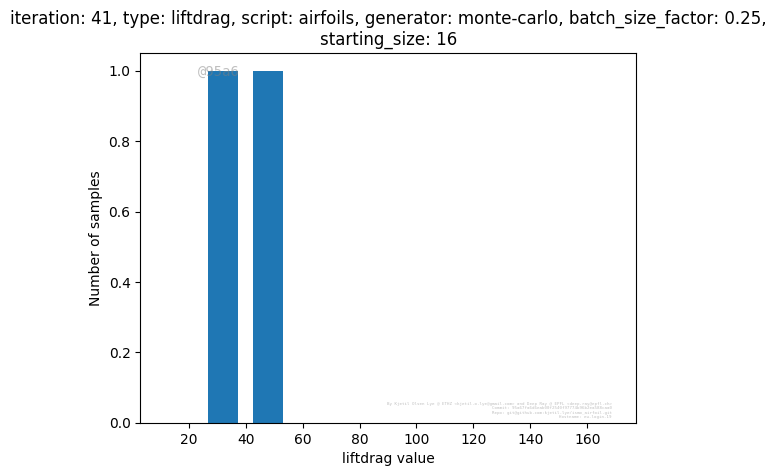 iteration: 41, type: liftdrag, script: airfoils, generator: monte-carlo, batch_size_factor: 0.25,
starting_size: 16
@95a6
1.0
0.8
0.6
0.4
0.2
0.0
Number of samples
20 40 60 80 100 120 140 160
liftdrag value